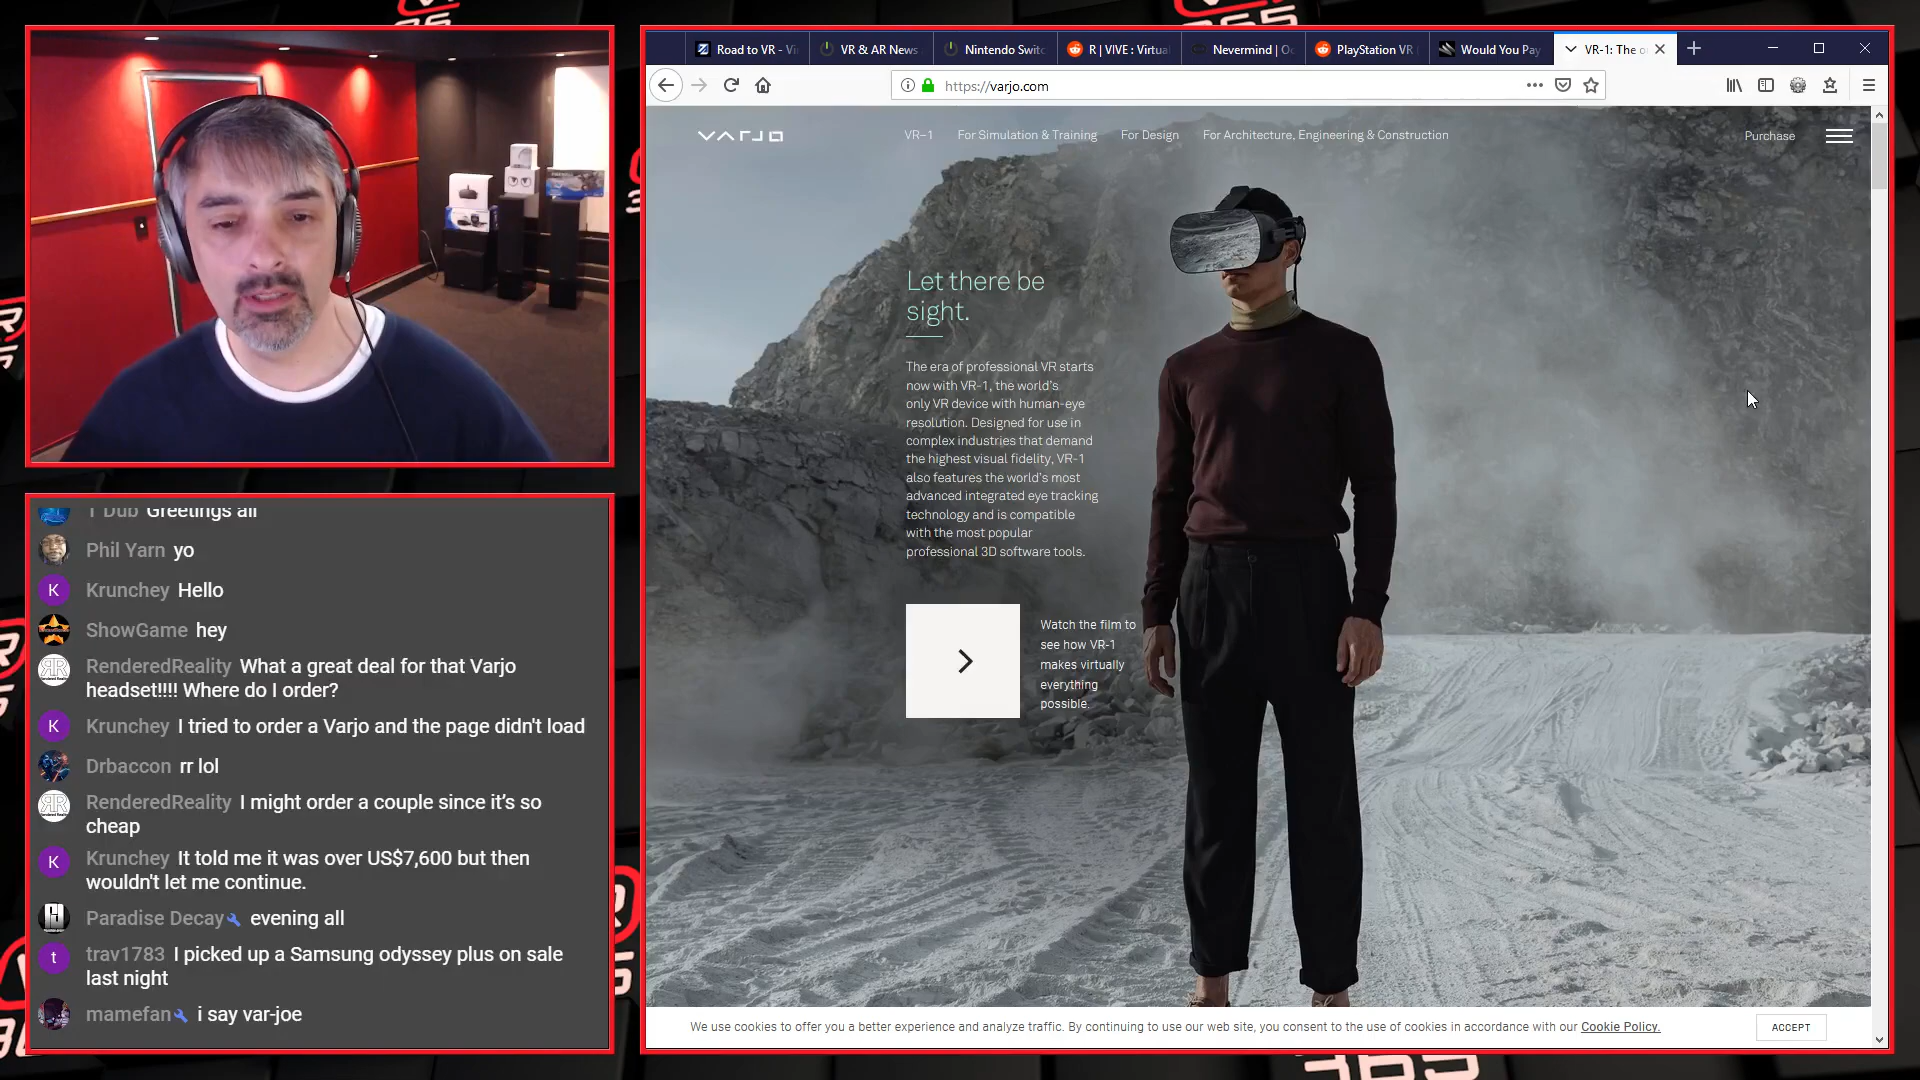 T Dub Greetings all
Phil Yarn yo
K Krunchey Hello
ShowGame hey
RenderedReality What a great deal for that Varjo
headset!!!! Where do I order?
K Krunchey I tried to order a Varjo and the page didn't load
Drbaccon rr lol
RenderedReality I might order a couple since it's so
cheap
K Krunchey It told me it was over US$7,600 but then
wouldn't let me continue.
Paradise Decay evening all
t trav1783 I picked up a Samsung odyssey plus on sale
last night
mamefan i say var-joe
Road to VR - Vi
VR & AR News
Nintendo Switc
R | VIVE : Virtua
Nevermind | Oc
PlayStation VR
Would You Pay
VR-1: The o
https://varjo.com
VARJO
VR-1
For Simulation & Training
For Design
For Architecture, Engineering & Construction
Purchase
Let there be
sight.
The era of professional VR starts
now with VR-1, the world's
only VR device with human-eye
resolution. Designed for use in
complex industries that demand
the highest visual fidelity, VR-1
also features the world's most
advanced integrated eye tracking
technology and is compatible
with the most popular
professional 3D software tools.
Watch the film to
see how VR-1
makes virtually
everything
possible.
We use cookies to offer you a better experience and analyze traffic. By continuing to use our web site, you consent to the use of cookies in accordance with our Cookie Policy.
ACCEPT